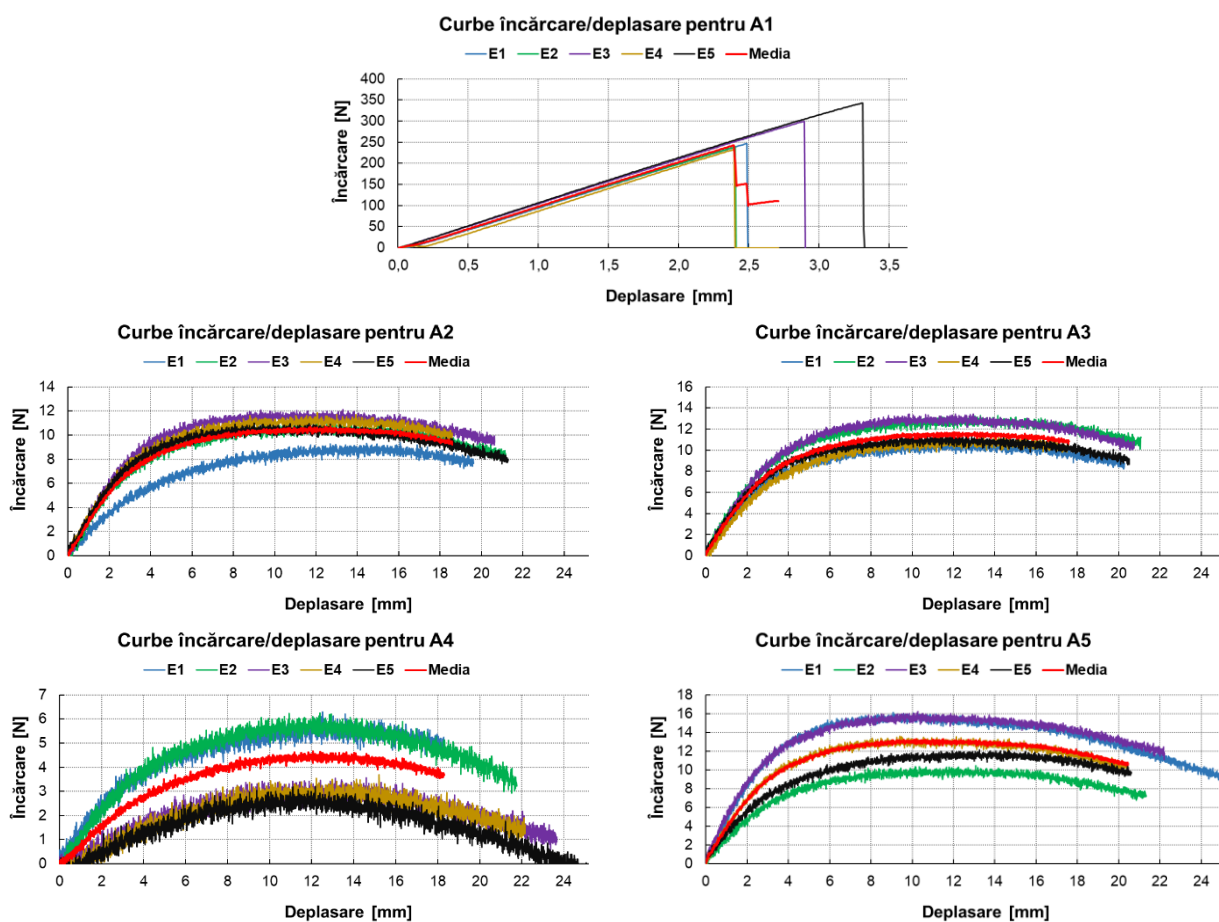 Curbe încărcare/deplasare pentru A1
E1 E2 E3 E4 E5 Media
Încărcare [N]
400
350
300
250
200
150
100
50
0
0,0 0,5 1,0 1,5 2,0 2,5 3,0 3,5
Deplasare [mm]
Curbe încărcare/deplasare pentru A2
E1 E2 E3 E4 E5 Media
Încărcare [N]
14
12
10
8
6
4
2
0
0 2 4 6 8 10 12 14 16 18 20 22 24
Deplasare [mm]
Curbe încărcare/deplasare pentru A3
E1 E2 E3 E4 E5 Media
Încărcare [N]
16
14
12
10
8
6
4
2
0
0 2 4 6 8 10 12 14 16 18 20 22 24
Deplasare [mm]
Curbe încărcare/deplasare pentru A4
E1 E2 E3 E4 E5 Media
Încărcare [N]
7
6
5
4
3
2
1
0
0 2 4 6 8 10 12 14 16 18 20 22 24
Deplasare [mm]
Curbe încărcare/deplasare pentru A5
E1 E2 E3 E4 E5 Media
Încărcare [N]
18
16
14
12
10
8
6
4
2
0
0 2 4 6 8 10 12 14 16 18 20 22 24
Deplasare [mm]